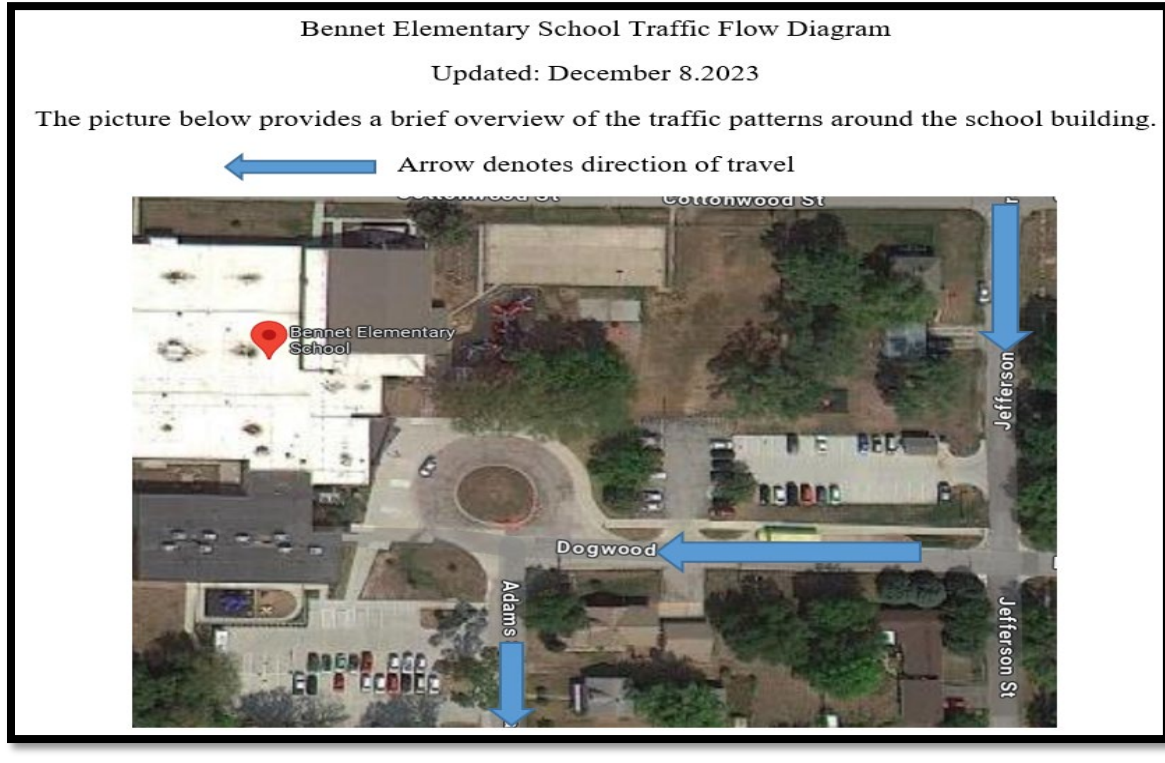 Bennet Elementary School Traffic Flow Diagram
Updated: December 8.2023
The picture below provides a brief overview of the traffic patterns around the school building.
Arrow denotes direction of travel
Cottonwood St
Cottonwood St
Bennet Elementary
School
Jefferson
Dogwood
Adams
Jefferson St